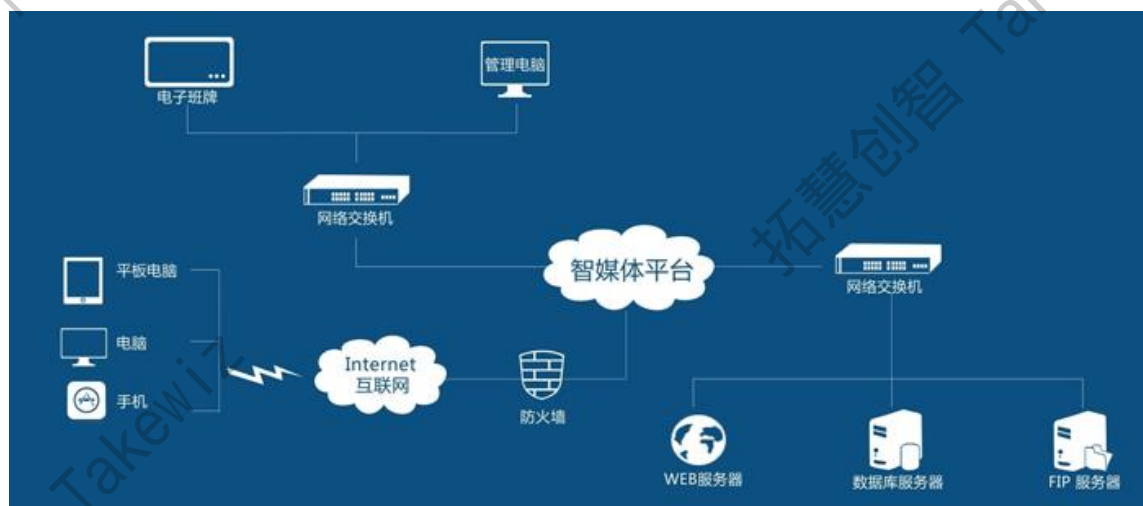 电子班牌
管理电脑
网络交换机
拓慧创智 Ta
智媒体平台
网络交换机
平板电脑
电脑
手机
Internet
互联网
防火墙
WEB服务器
数据库服务器
FIP 服务器
Takewiz